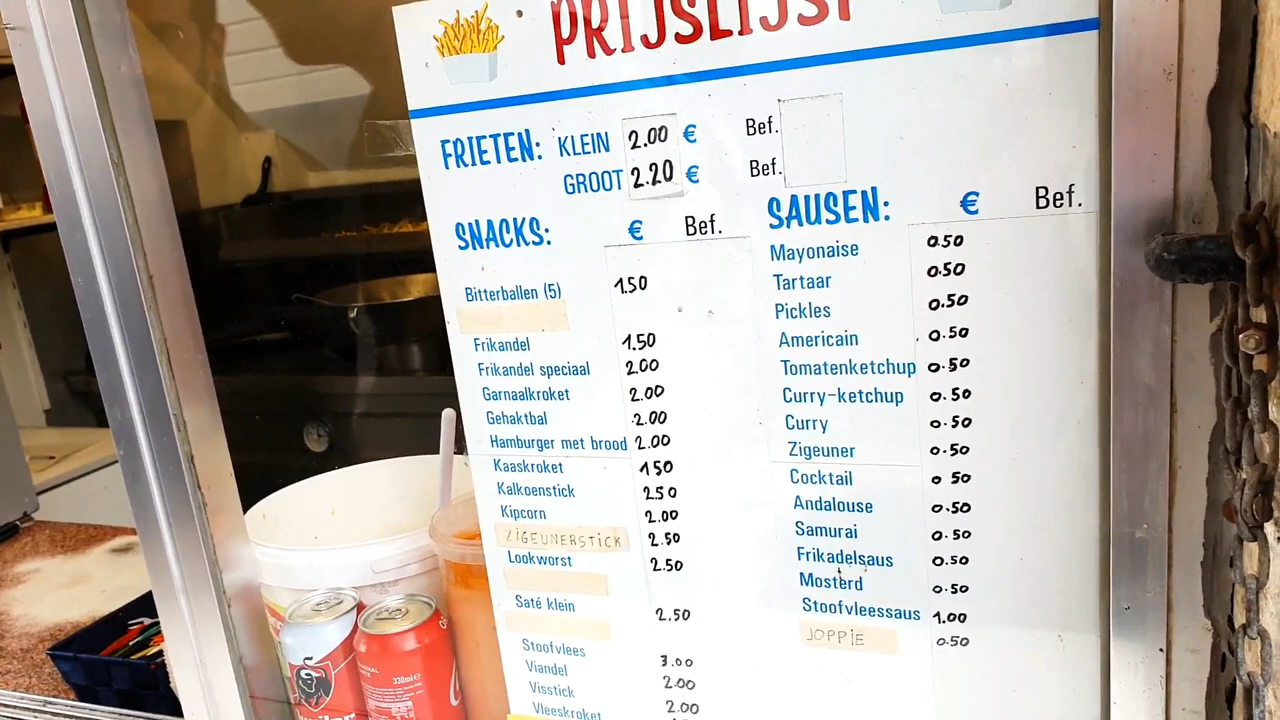 PRIJSLIJST
FRIETEN: KLEIN 2.00 € Bef.
GROOT 2.20 € Bef.
SNACKS: € Bef.
Bitterballen (5) 1.50
Frikandel 1.50
Frikandel speciaal 2.00
Garnaalkroket 2.00
Gehaktbal 2.00
Hamburger met brood 2.00
Kaaskroket 1 50
Kalkoenstick 2.50
Kipcorn 2.00
ZIGEUNERSTICK 2.50
Lookworst 2.50
Saté klein 2.50
Stoofvlees 3.00
Viandel 2.00
Visstick 2.00
Vleeskroket
SAUSEN: € Bef.
Mayonaise 0.50
Tartaar 0.50
Pickles 0.50
Americain 0.50
Tomatenketchup 0.50
Curry-ketchup 0.50
Curry 0.50
Zigeuner 0.50
Cocktail 0 50
Andalouse 0.50
Samurai 0.50
Frikadelsaus 0.50
Mosterd 0.50
Stoofvleessaus 1.00
JOPPIE 0.50
330ml e